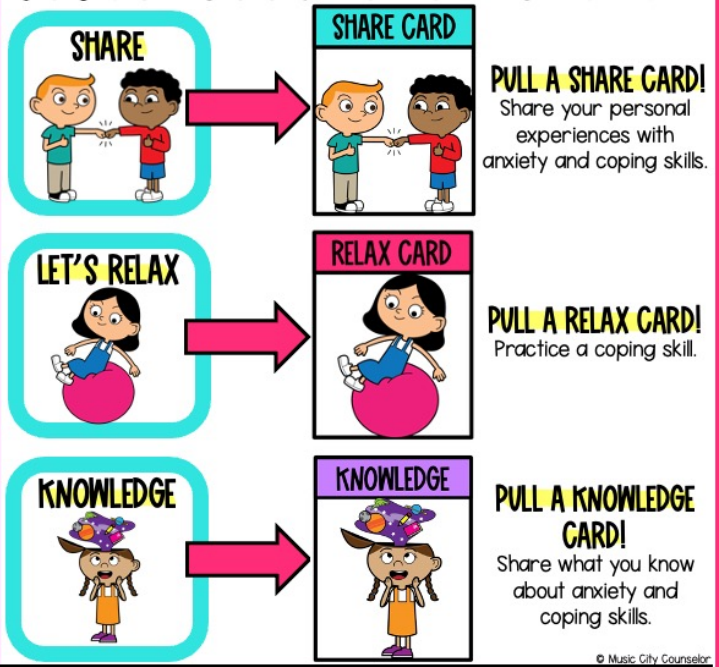 SHARE
SHARE CARD
PULL A SHARE CARD!
Share your personal
experiences with
anxiety and coping skills.
LET'S RELAX
RELAX CARD
PULL A RELAX CARD!
Practice a coping skill.
KNOWLEDGE
KNOWLEDGE
PULL A KNOWLEDGE
CARD!
Share what you know
about anxiety and
coping skills.
© Music City Counselor